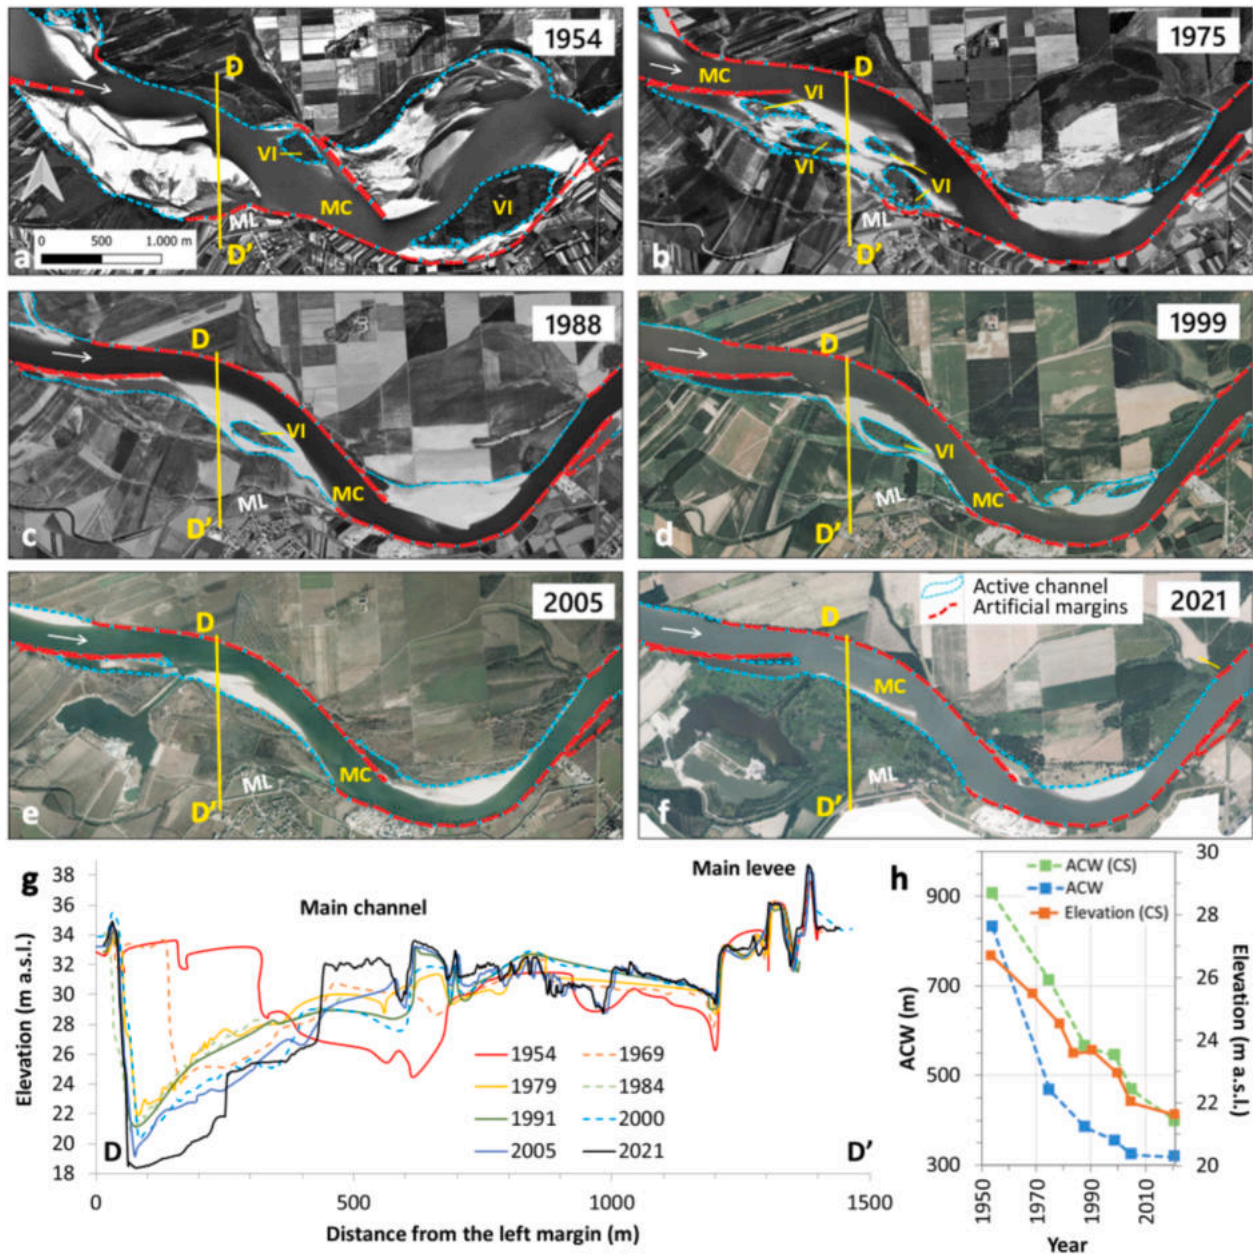 1954
D
VI
MC
VI
ML
D'
0 500 1.000 m
a
1975
D
MC
VI
VI
VI
ML
D'
b
1988
D
VI
MC
ML
D'
c
1999
D
VI
MC
ML
D'
d
2005
D
MC
ML
D'
e
Active channel
Artificial margins
2021
D
MC
ML
D'
f
g
Main channel
Main levee
Elevation (m a.s.l.)
38
36
34
32
30
28
26
24
22
20
18
1954 1969
1979 1984
1991 2000
2005 2021
D D'
0 500 1000 1500
Distance from the left margin (m)
h
ACW (CS)
ACW
Elevation (CS)
ACW (m)
900
700
500
300
Elevation (m a.s.l.)
30
28
26
24
22
20
1950 1970 1990 2010
Year